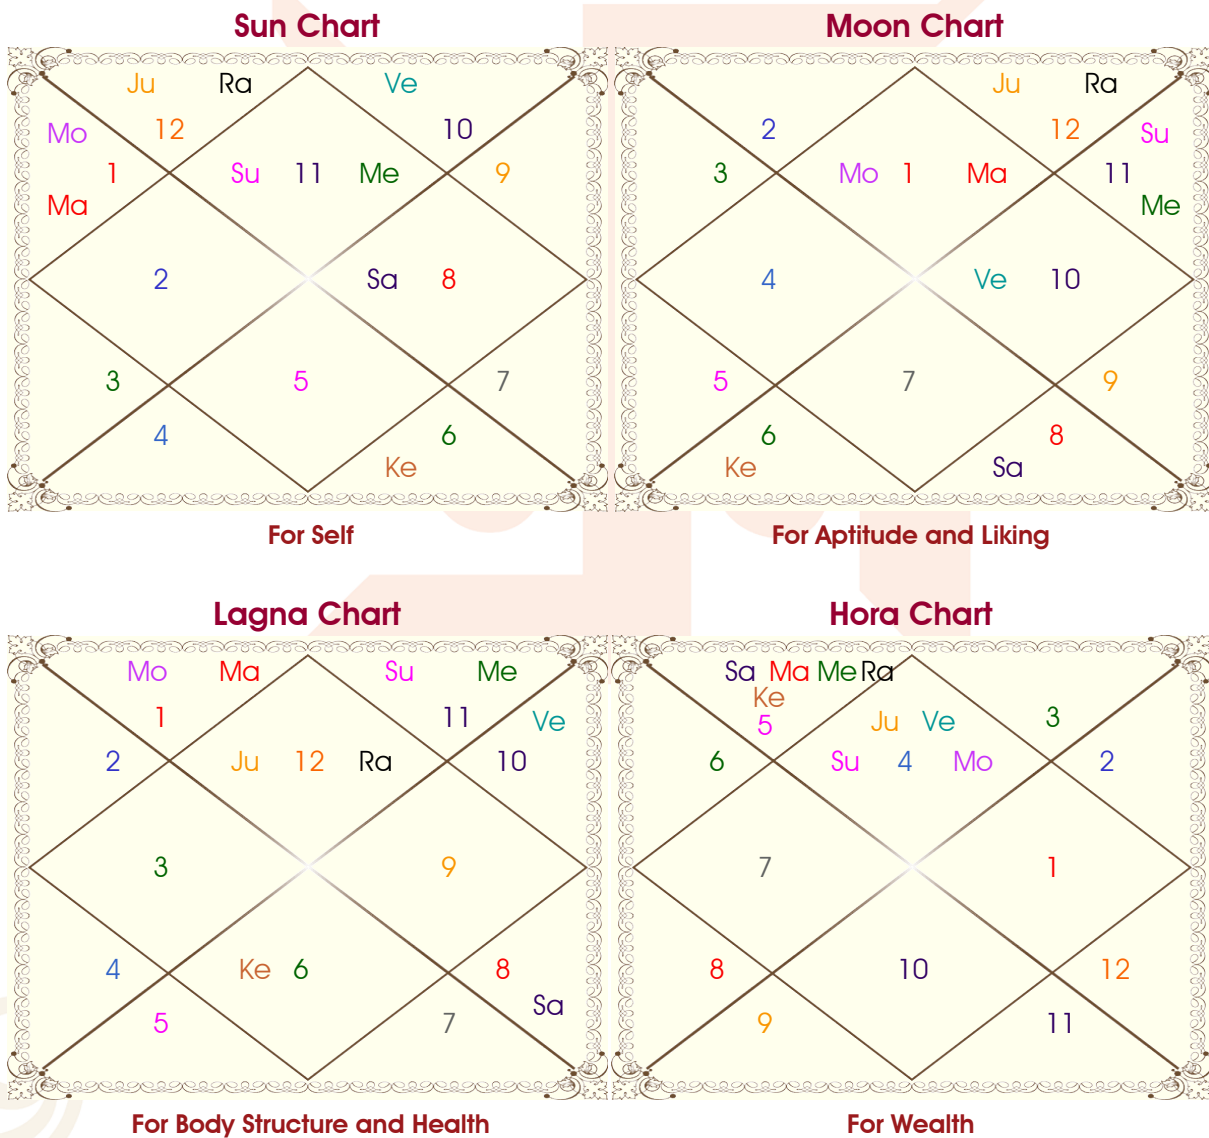 Sun Chart
Ju Ra Ve
Mo 12 10
1 Su 11 Me 9
Ma
2 Sa 8
3 5 7
4 6
Ke
For Self
Moon Chart
Ju Ra
2 12 Su
3 Mo 1 Ma 11
Me
4 Ve 10
5 7 9
6 8
Ke Sa
For Aptitude and Liking
Lagna Chart
Mo Ma Su Me
1 11 Ve
2 Ju 12 Ra 10
3 9
4 Ke 6 8
Sa
5 7
For Body Structure and Health
Hora Chart
Sa Ma Me Ra
Ke
5 Ju Ve 3
6 Su 4 Mo 2
7 1
8 10 12
9 11
For Wealth